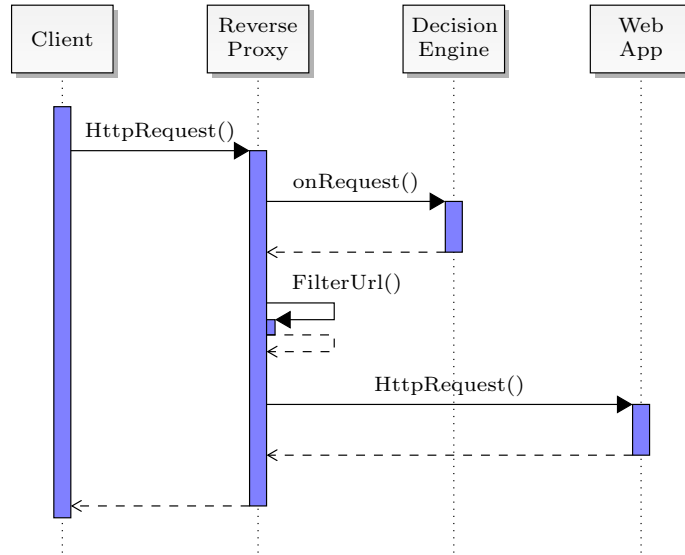 Client
Reverse
Proxy
Decision
Engine
Web
App
HttpRequest()
onRequest()
FilterUrl()
HttpRequest()